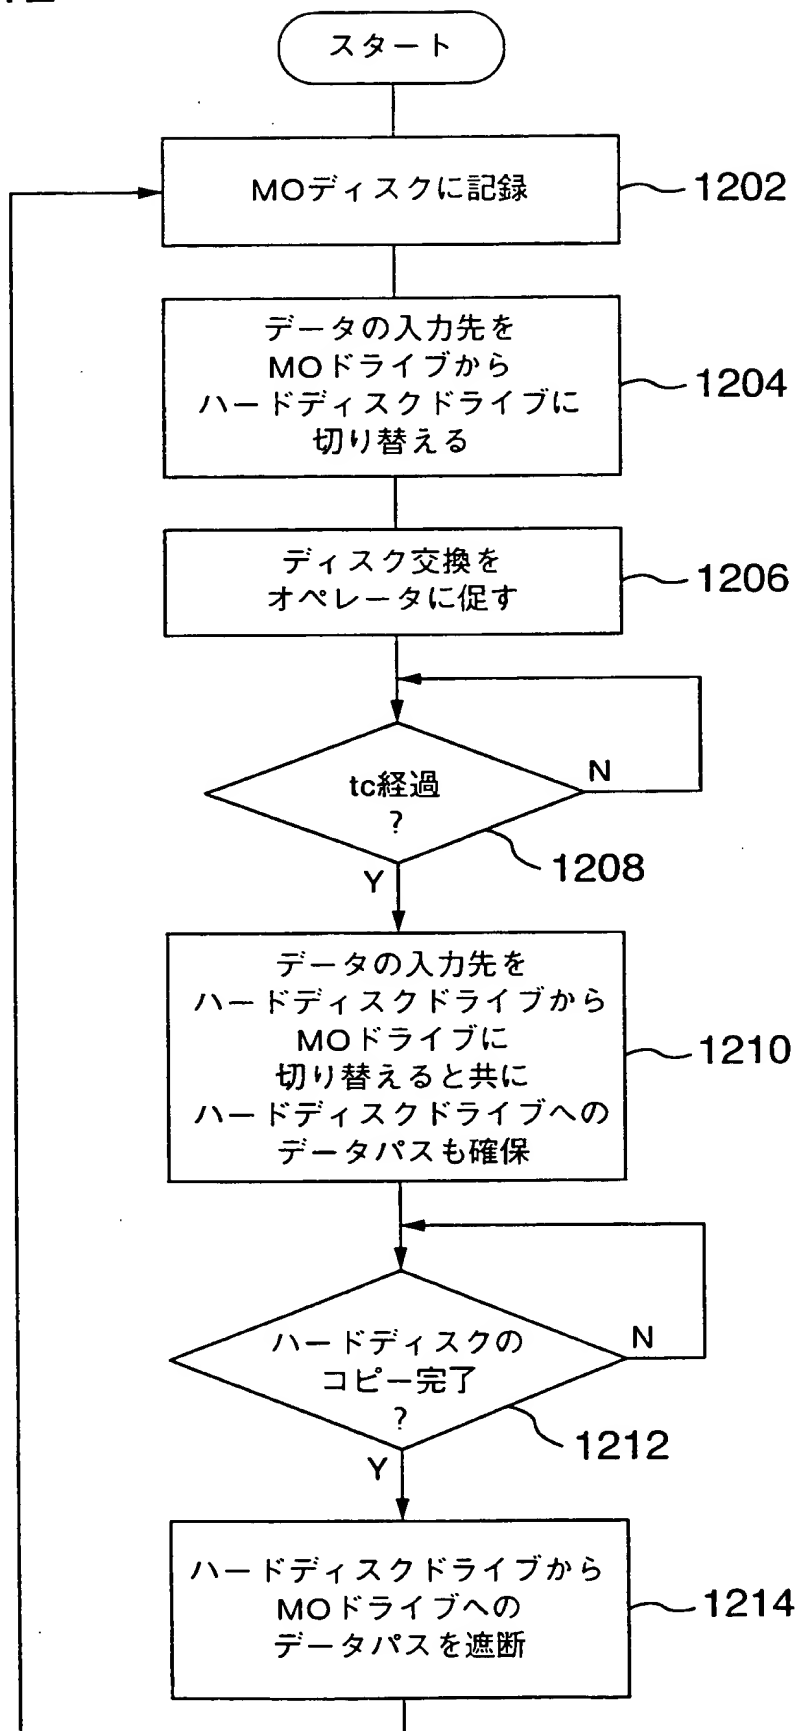 スタート
MOディスクに記録
1202
データの入力先を
MOドライブから
ハードディスクドライブに
切り替える
1204
ディスク交換を
オペレータに促す
1206
tc経過
?
N
1208
Y
データの入力先を
ハードディスクドライブから
MOドライブに
切り替えると共に
ハードディスクドライブへの
データパスも確保
1210
ハードディスクの
コピー完了
?
N
1212
Y
ハードディスクドライブから
MOドライブへの
データパスを遮断
1214